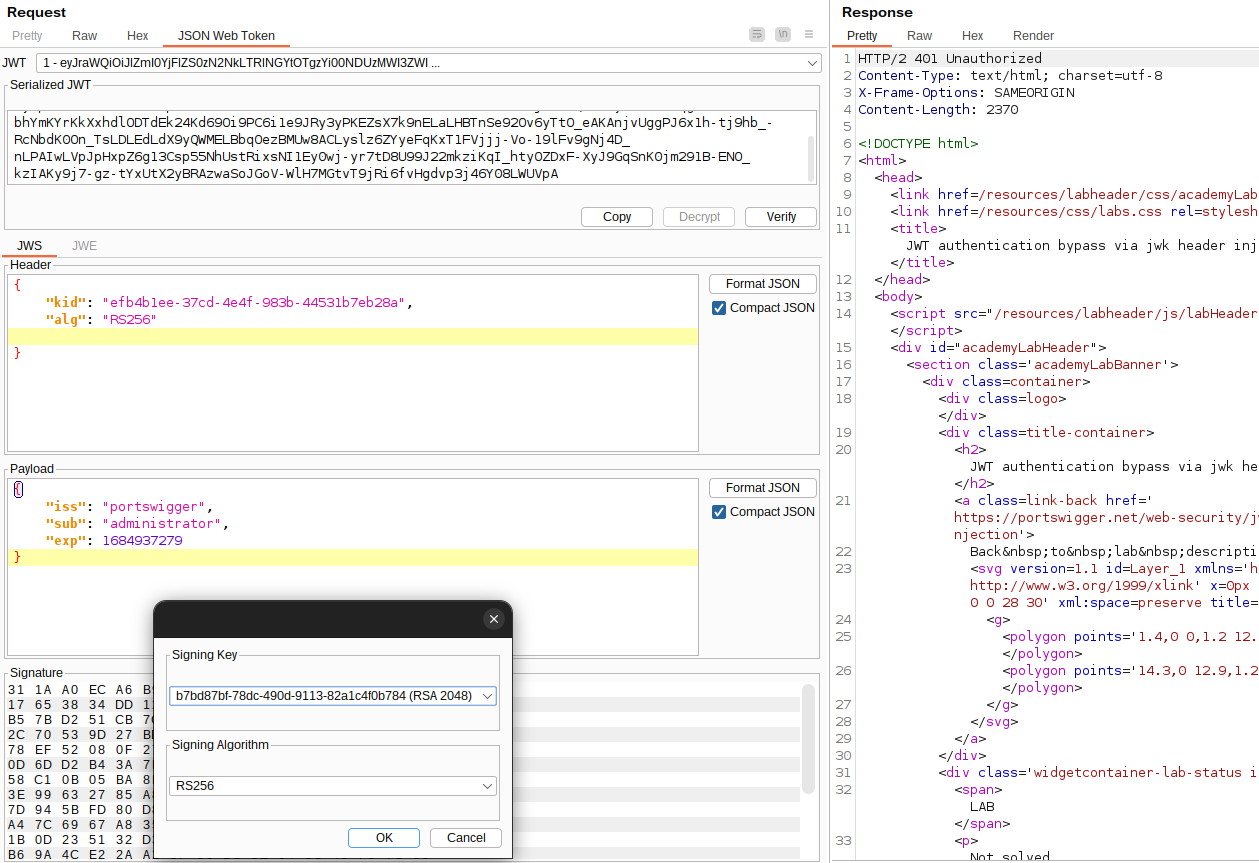 Request
Pretty Raw Hex JSON Web Token
\n
JWT 1 - eyJraWQiOiJlZmI0YjFlZS0zN2NkLTRlNGYtOTgzYi00NDUzMWI3ZWI ...
Serialized JWT
bhYmKYrKkXxhdlODTdEk24Kd69Oi9PC6i1e9JRy3yPKEZsX7k9nELaLHBTnSe92Ov6yTtO_eAKAnjvUggPJ6x1h-tj9hb_-
RcNbdK0On_TsLDLEdLdX9yQWMELBbqOezBMUw8ACLyslz6ZYyeFqKxT1FVjjj-Vo-19lFv9gNj4D_
nLPAIwLVpJpHxpZ6g13Csp55NhUstRixsNI1EyOwj-yr7tD8U99J22mkziKqI_htyOZDxF-XyJ9GqSnK0jm291B-ENO_
kzIAKy9j7-gz-tYxUtX2yBRAzwaSoJGoV-WlH7MGtvT9jRi6fvHgdvp3j46Y08LWUVpA
Copy Decrypt Verify
JWS JWE
Header
{
"kid": "efb4b1ee-37cd-4e4f-983b-44531b7eb28a",
"alg": "RS256"
}
Format JSON
Compact JSON
Payload
{
"iss": "portswigger",
"sub": "administrator",
"exp": 1684937279
}
Format JSON
Compact JSON
Signature
31 1A A0 EC A6
17 65 38 34 DD
B5 7B D2 51 CB
2C 70 53 9D 27
78 EF 52 08 0F
0D 6D D2 B4 3A
58 C1 0B 05 BA
3E 99 63 27 85
7D 94 5B FD 80
A4 7C 69 67 A8
1B 0D 23 51 32
B6 9A 4C E2 2A
Signing Key
b7bd87bf-78dc-490d-9113-82a1c4f0b784 (RSA 2048)
Signing Algorithm
RS256
OK Cancel
Response
Pretty Raw Hex Render
1 HTTP/2 401 Unauthorized
2 Content-Type: text/html; charset=utf-8
3 X-Frame-Options: SAMEORIGIN
4 Content-Length: 2370
5
6 <!DOCTYPE html>
7 <html>
8 <head>
9 <link href=/resources/labheader/css/academyLab
10 <link href=/resources/css/labs.css rel=stylesh
11 <title>
JWT authentication bypass via jwk header inj
</title>
12 </head>
13 <body>
14 <script src="/resources/labheader/js/labHeader
</script>
15 <div id="academyLabHeader">
16 <section class='academyLabBanner'>
17 <div class=container>
18 <div class=logo>
</div>
19 <div class=title-container>
20 <h2>
JWT authentication bypass via jwk he
</h2>
21 <a class=link-back href='
https://portswigger.net/web-security/j
njection'>
22 Back&nbsp;to&nbsp;lab&nbsp;descripti
23 <svg version=1.1 id=Layer_1 xmlns='h
http://www.w3.org/1999/xlink' x=0px
0 0 28 30' xml:space=preserve title=
24 <g>
25 <polygon points='1.4,0 0,1.2 12.
</polygon>
26 <polygon points='14.3,0 12.9,1.2
</polygon>
27 </g>
28 </svg>
29 </a>
30 </div>
31 <div class='widgetcontainer-lab-status i
32 <span>
LAB
</span>
33 <p>
Not solved